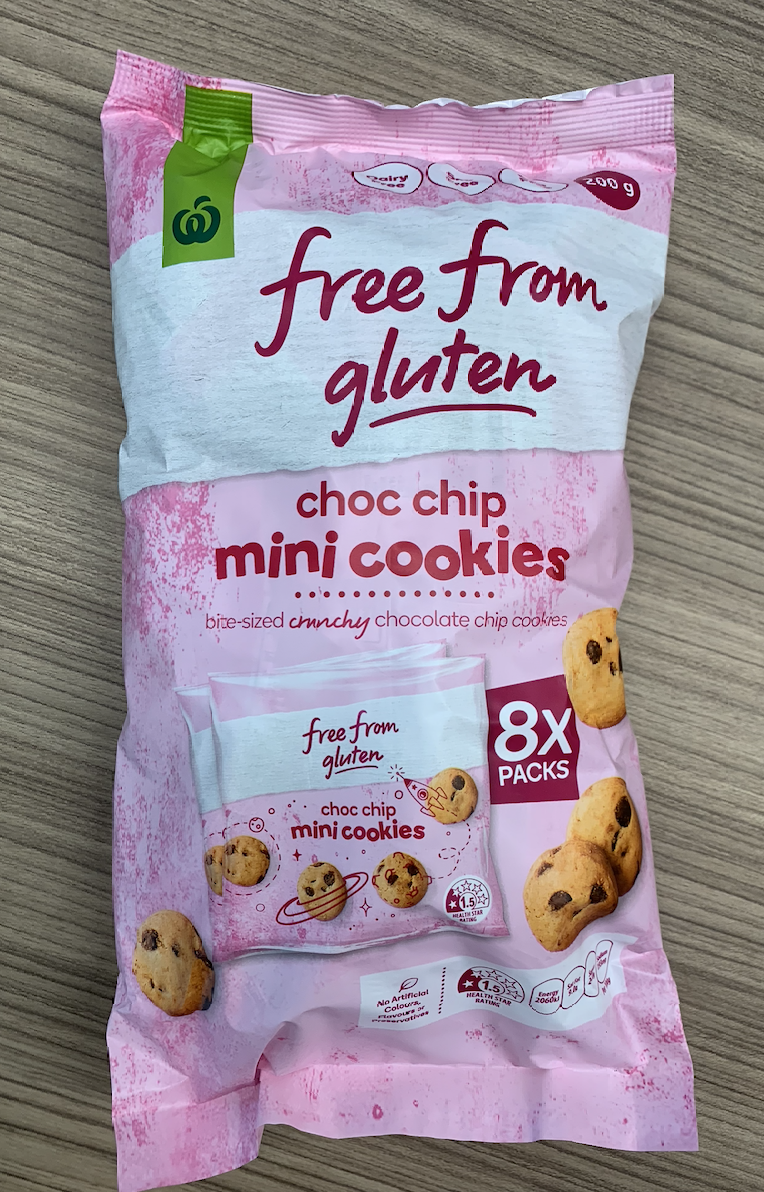 Dairy
Free
200 g
free from
gluten
choc chip
mini cookies
bite-sized crunchy chocolate chip cookies
8X
PACKS
free from
gluten
choc chip
mini cookies
1.5
HEALTH STAR
RATING
No Artificial
Colours,
Flavours or
Preservatives
1.5
HEALTH STAR
RATING
Energy
2060kJ